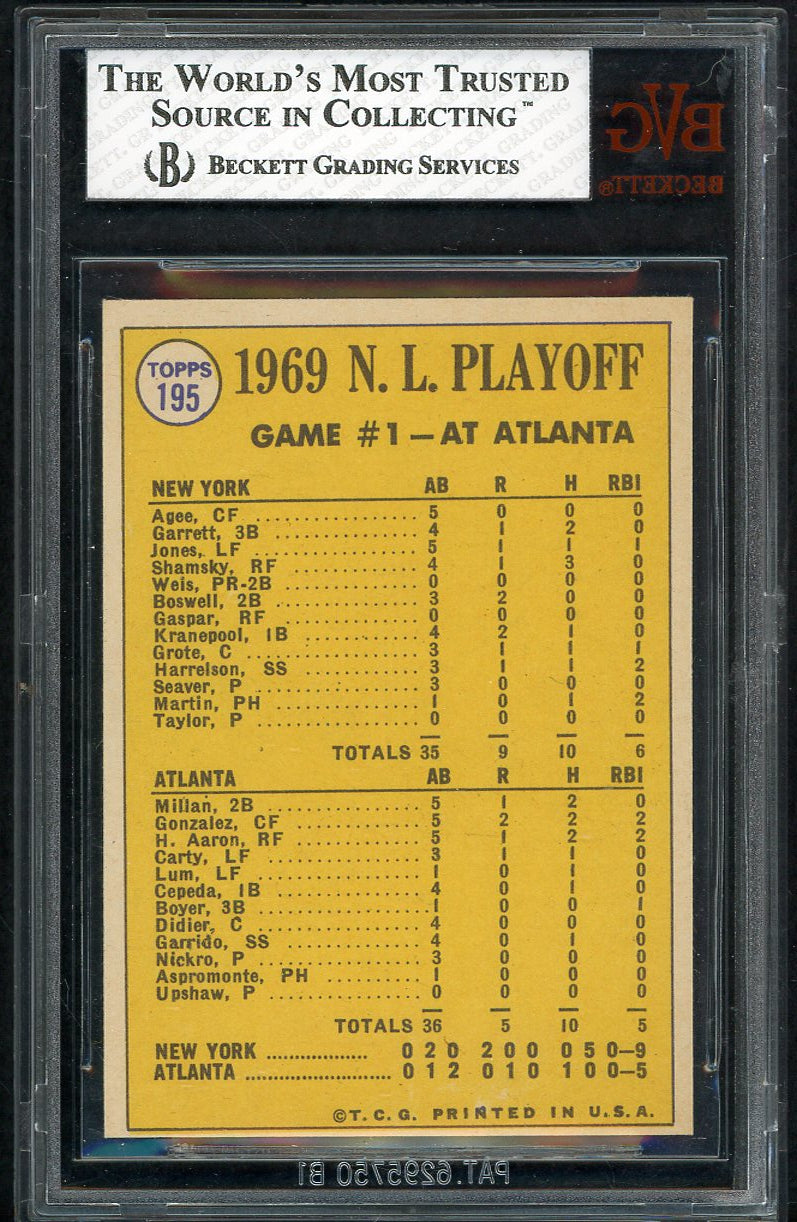 THE WORLD'S MOST TRUSTED
SOURCE IN COLLECTING™
(B) BECKETT GRADING SERVICES
BVG
BECKETT®
TOPPS
195
1969 N. L. PLAYOFF
GAME #1 — AT ATLANTA
NEW YORK AB R H RBI
Agee, CF ................ 5 0 0 0
Garrett, 3B ............. 4 1 2 0
Jones, LF ............... 5 1 1 1
Shamsky, RF ............ 4 1 3 0
Weis, PR-2B ............ 0 0 0 0
Boswell, 2B ............. 3 2 0 0
Gaspar, RF .............. 0 0 0 0
Kranepool, 1B ........... 4 2 1 0
Grote, C ................ 3 1 1 1
Harrelson, SS ........... 3 1 1 2
Seaver, P ............... 3 0 0 0
Martin, PH .............. 1 0 1 2
Taylor, P ............... 0 0 0 0
TOTALS 35 9 10 6
ATLANTA AB R H RBI
Millan, 2B .............. 5 1 2 0
Gonzalez, CF ............ 5 2 2 2
H. Aaron, RF ............ 5 1 2 2
Carty, LF ............... 3 1 1 0
Lum, LF ................. 1 0 1 0
Cepeda, 1B .............. 4 0 1 0
Boyer, 3B ............... 1 0 0 1
Didier, C ............... 4 0 0 0
Garrido, SS ............. 4 0 1 0
Nickro, P ............... 3 0 0 0
Aspromonte, PH .......... 1 0 0 0
Upshaw, P ............... 0 0 0 0
TOTALS 36 5 10 5
NEW YORK .................. 0 2 0 2 0 0 0 5 0—9
ATLANTA .......................... 0 1 2 0 1 0 1 0 0—5
©T. C. G. PRINTED IN U. S. A.
PAT. 6295750 B1